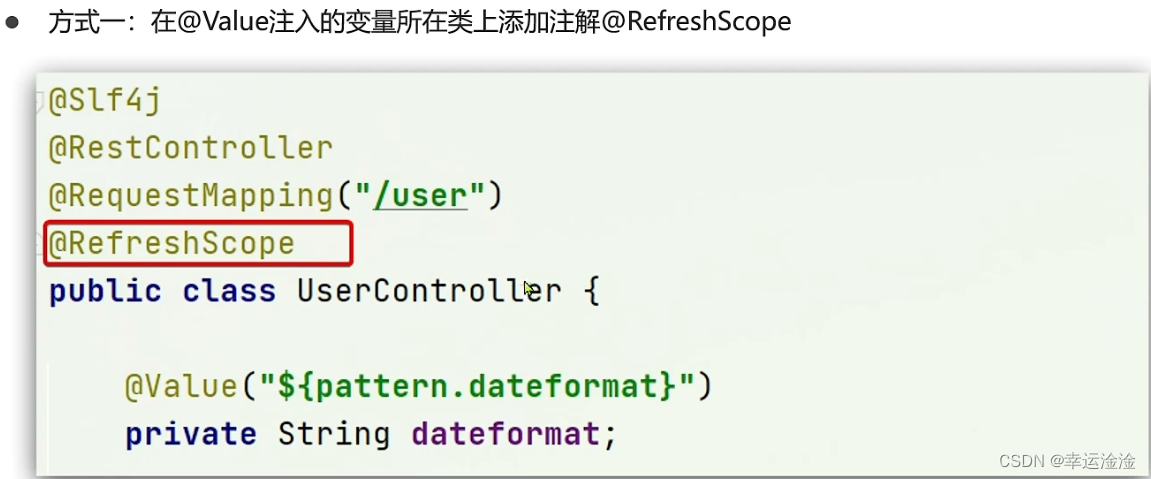 ● 方式一：在@Value注入的变量所在类上添加注解@RefreshScope
@Slf4j
@RestController
@RequestMapping("/user")
@RefreshScope
public class UserController {
@Value("${pattern.dateformat}")
private String dateformat;
CSDN @幸运淦淦